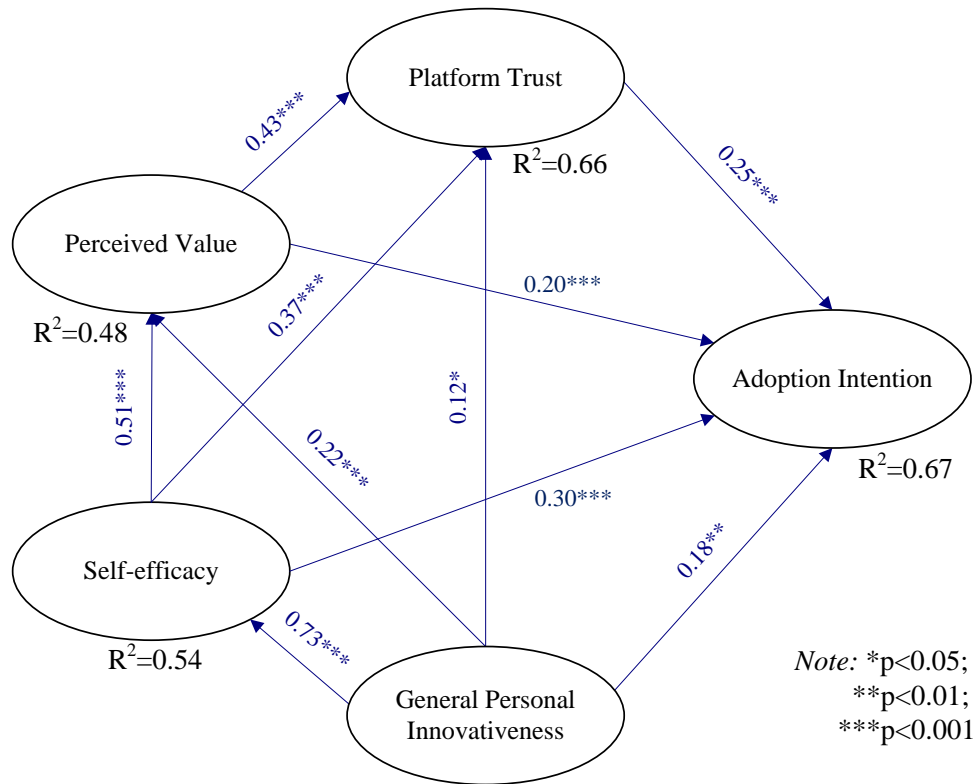 Platform Trust
0.43***
R²=0.66
0.25***
Perceived Value
0.20***
R²=0.48
0.37***
0.12*
Adoption Intention
0.51***
0.22***
R²=0.67
0.30***
0.18**
Self-efficacy
0.73***
R²=0.54
General Personal
Innovativeness
Note: *p<0.05;
**p<0.01;
***p<0.001